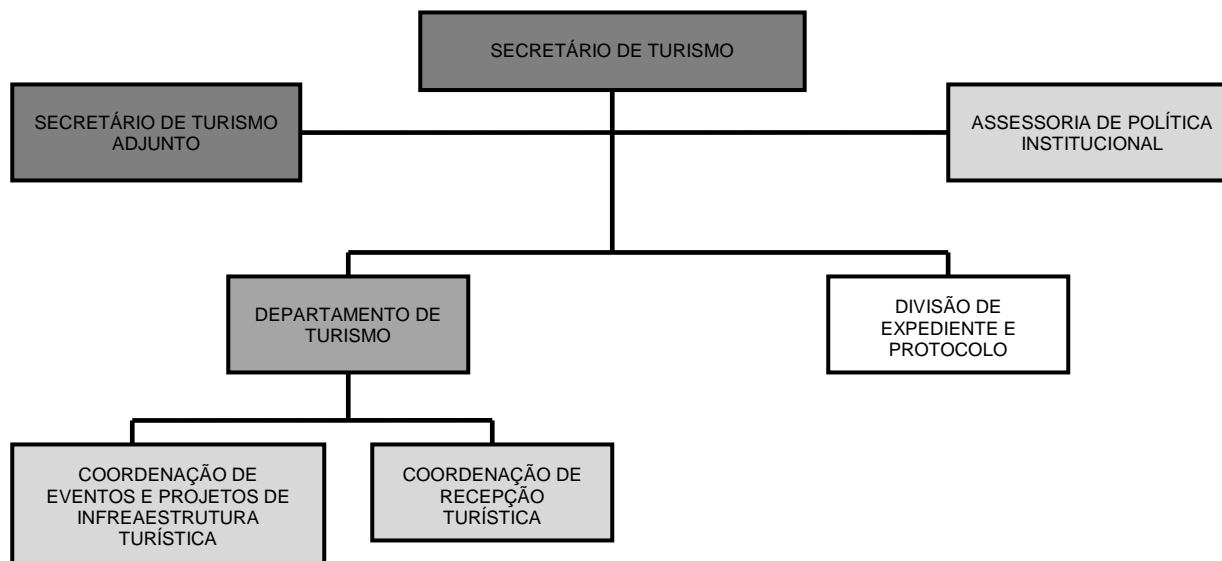 SECRETÁRIO DE TURISMO
SECRETÁRIO DE TURISMO
ADJUNTO
ASSESSORIA DE POLÍTICA
INSTITUCIONAL
DEPARTAMENTO DE
TURISMO
DIVISÃO DE
EXPEDIENTE E
PROTOCOLO
COORDENAÇÃO DE
EVENTOS E PROJETOS DE
INFREAESTRUTURA
TURÍSTICA
COORDENAÇÃO DE
RECEPÇÃO
TURÍSTICA